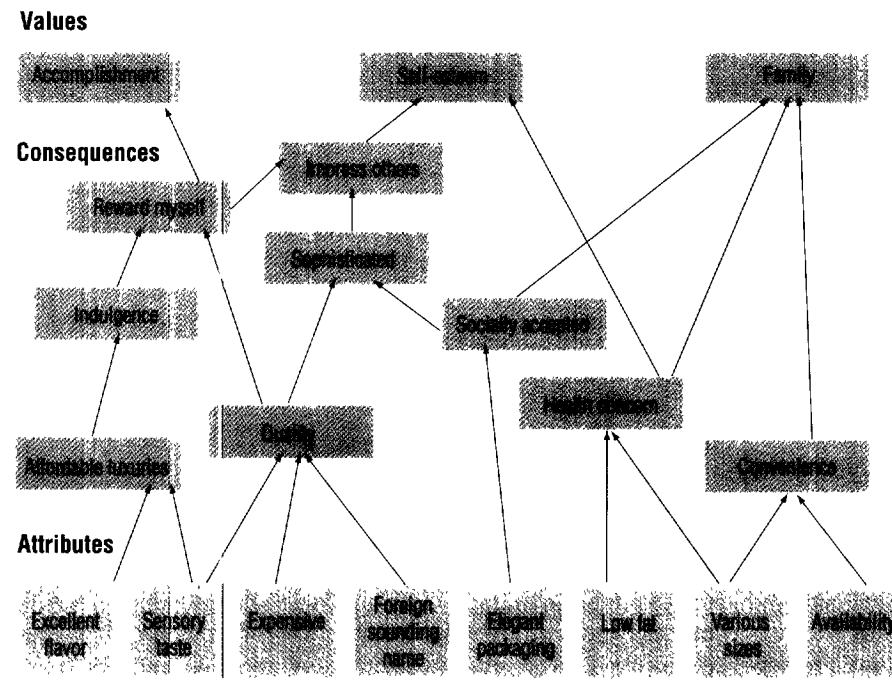 Values
Accomplishment
Self-esteem
Family
Consequences
Impress others
Reward myself
Sophisticated
Indulgence
Socially accepted
Health concern
Quality
Affordable luxuries
Convenience
Attributes
Excellent
flavor
Sensory
taste
Expensive
Foreign
sounding
name
Elegant
packaging
Low fat
Various
sizes
Availability